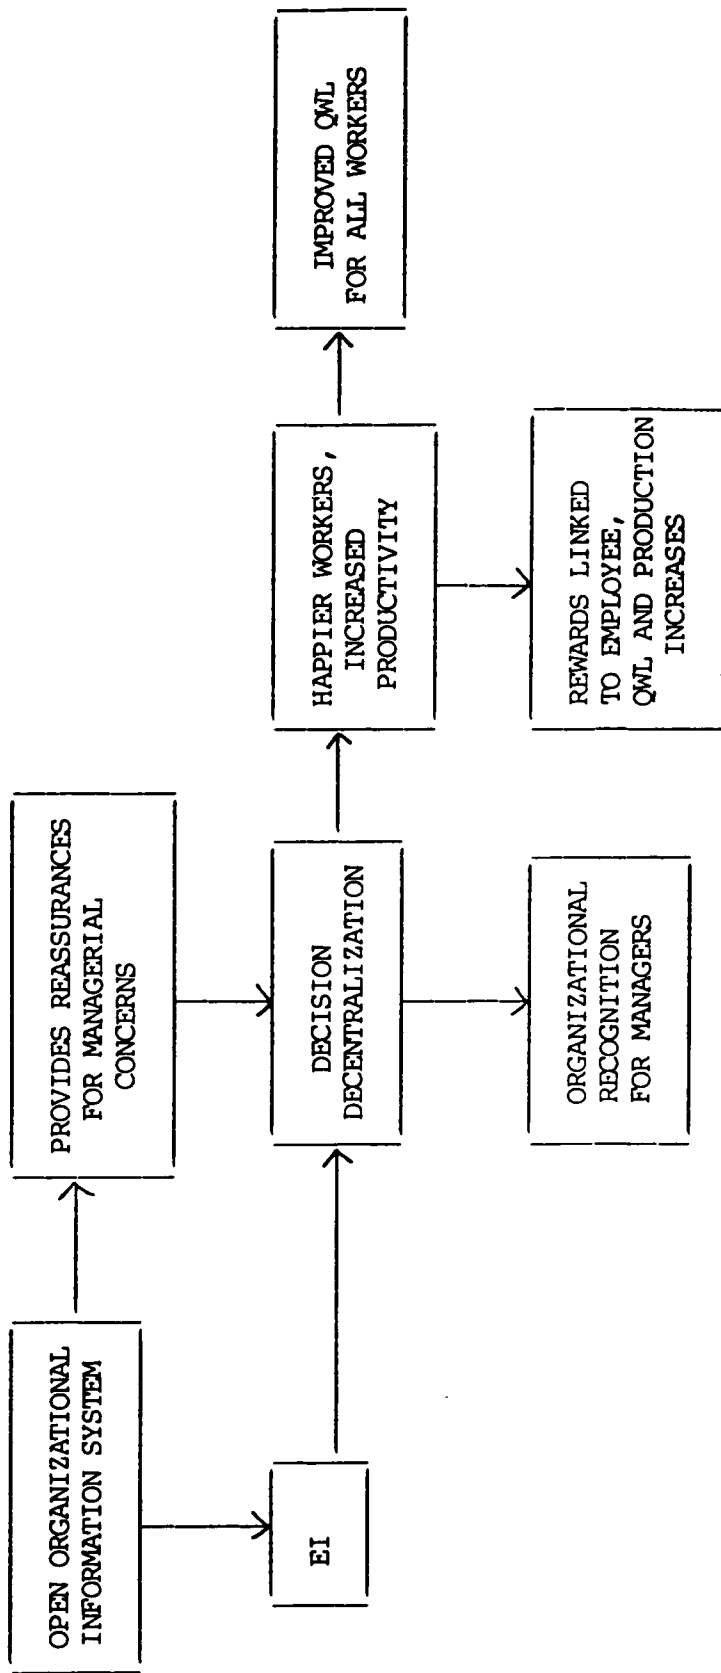 OPEN ORGANIZATIONAL
INFORMATION SYSTEM
PROVIDES REASSURANCES
FOR MANAGERIAL
CONCERNS
EI
DECISION
DECENTRALIZATION
HAPPIER WORKERS,
INCREASED
PRODUCTIVITY
IMPROVED QWL
FOR ALL WORKERS
ORGANIZATIONAL
RECOGNITION
FOR MANAGERS
REWARDS LINKED
TO EMPLOYEE,
QWL AND PRODUCTION
INCREASES